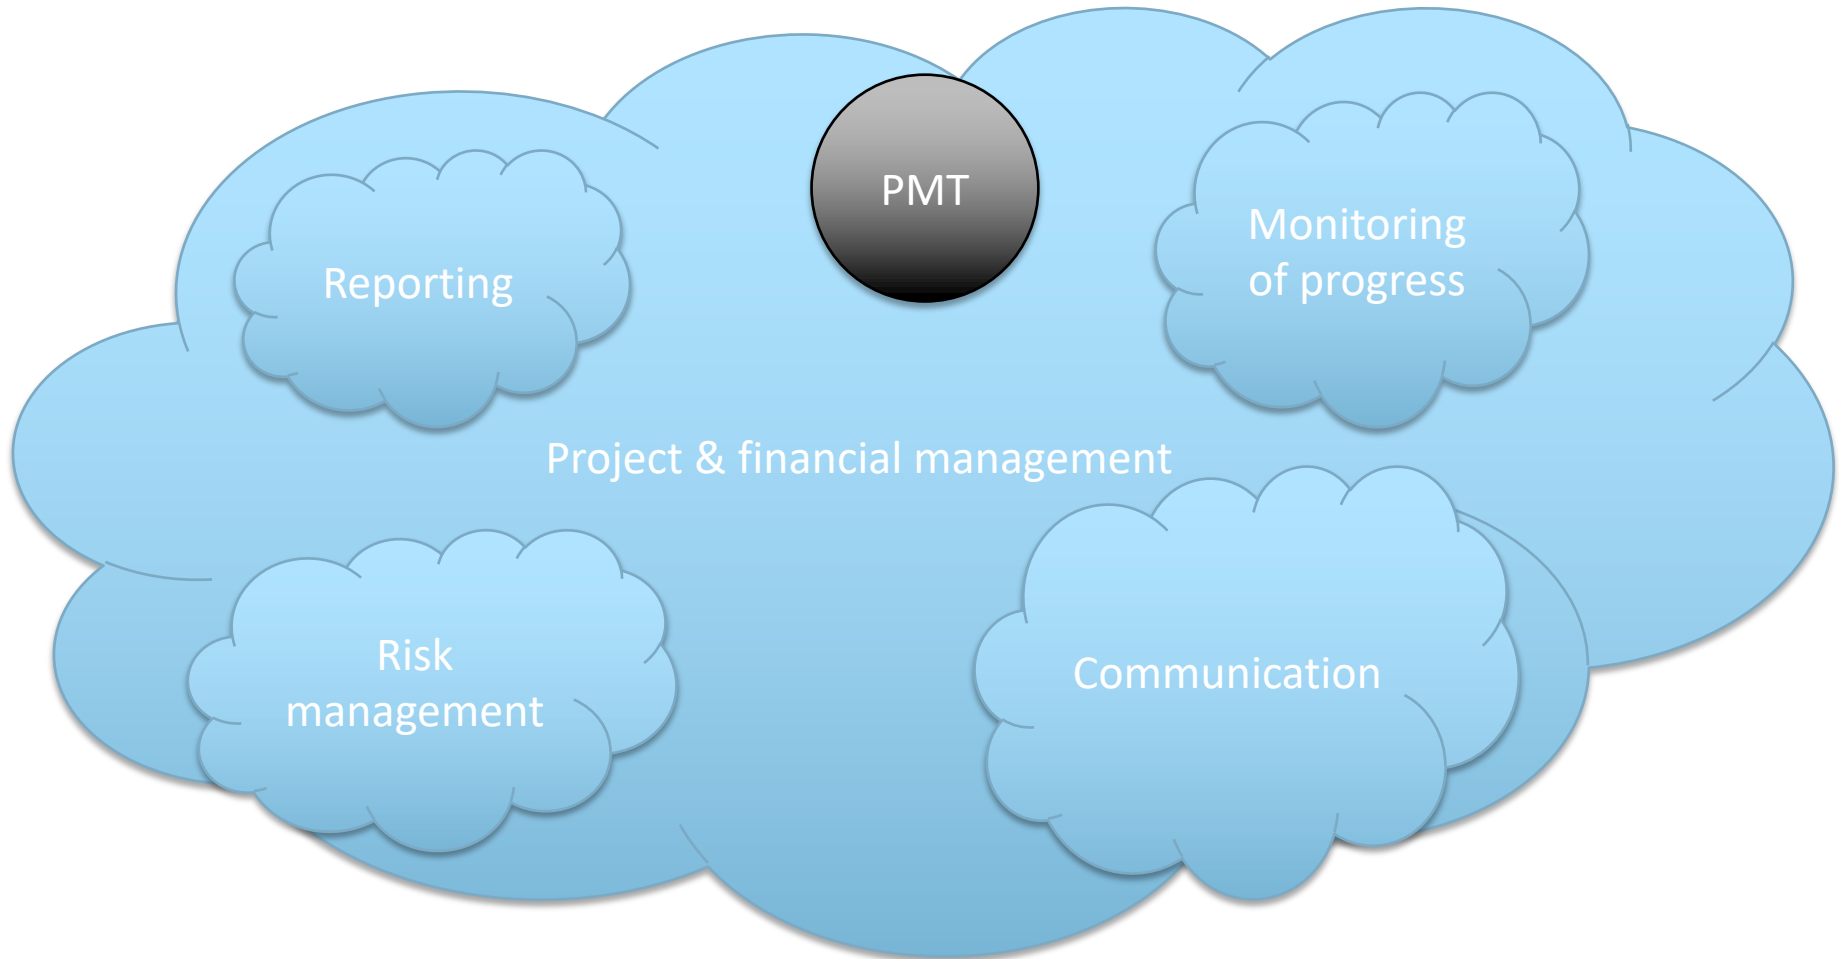 PMT
Monitoring
of progress
Reporting
Project & financial management
Risk
management
Communication